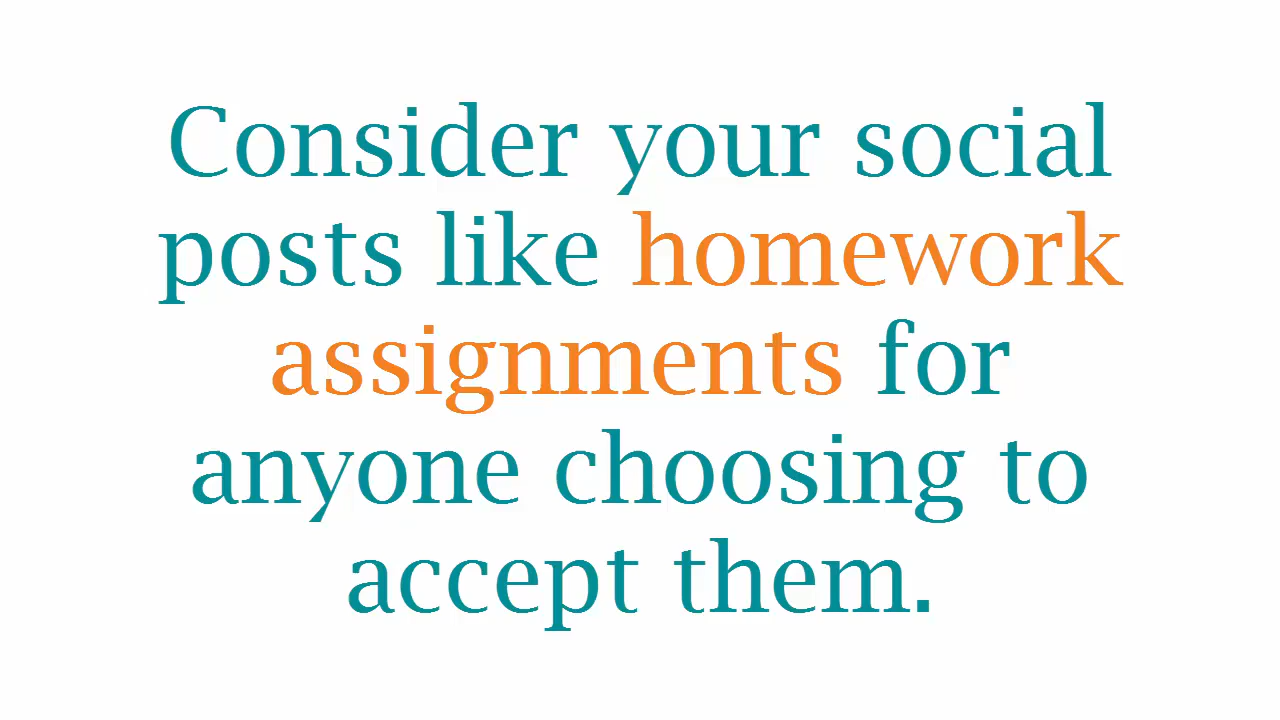 Consider your social
posts like homework
assignments for
anyone choosing to
accept them.